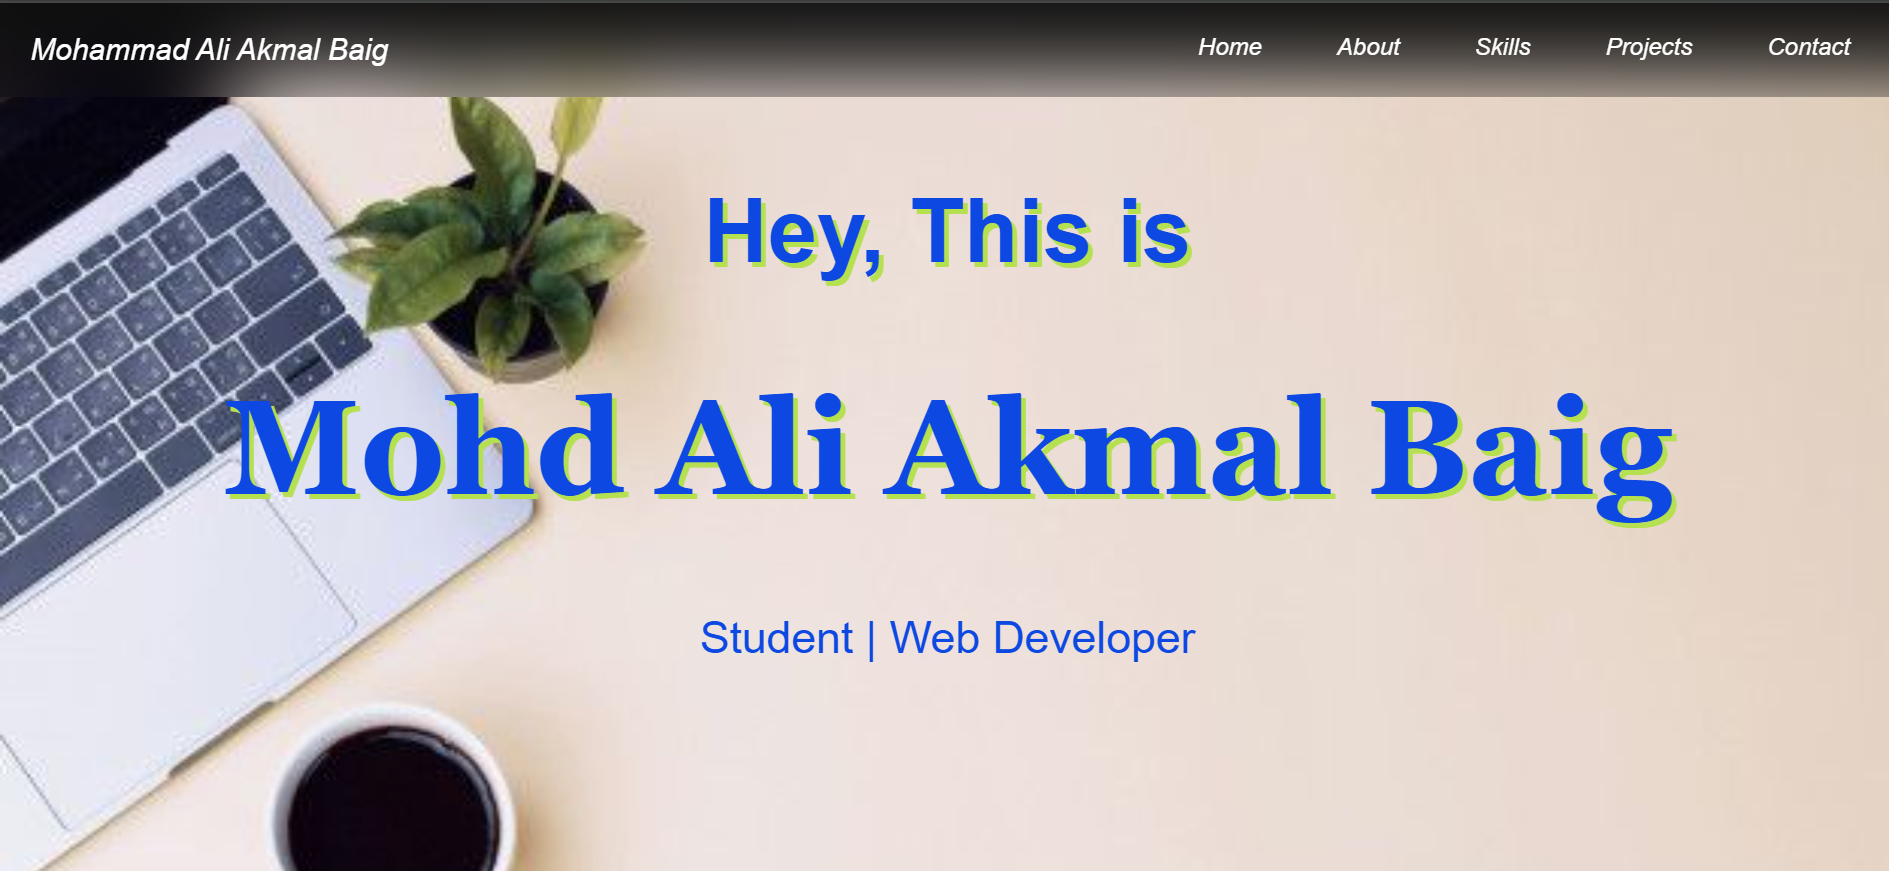 Mohammad Ali Akmal Baig
Home About Skills Projects Contact
Hey, This is
Mohd Ali Akmal Baig
Student | Web Developer